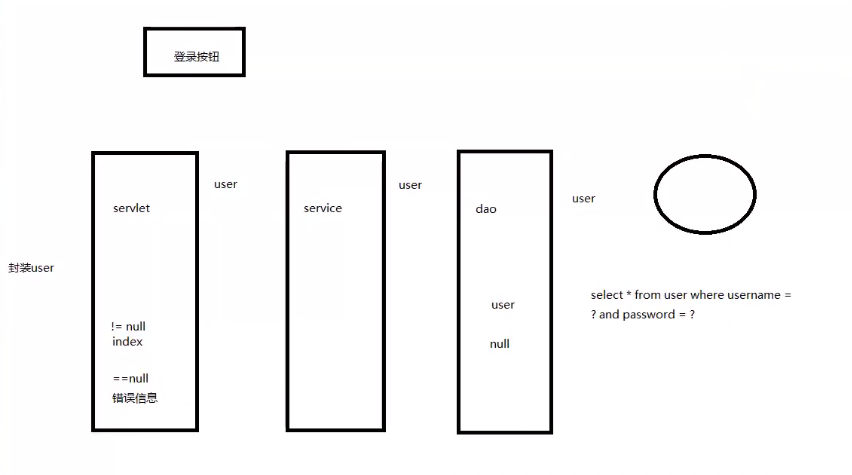 登录按钮
user
user
user
servlet
service
dao
封装user
select * from user where username =
? and password = ?
user
!= null
index
null
==null
错误信息